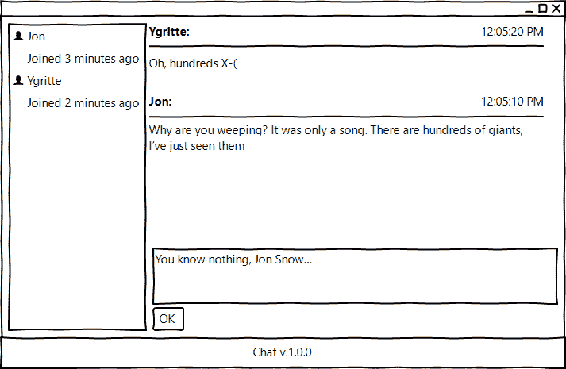 Jon
Joined 3 minutes ago
Ygritte
Joined 2 minutes ago
Ygritte: 12:05:20 PM
Oh, hundreds X-(
Jon: 12:05:10 PM
Why are you weeping? It was only a song. There are hundreds of giants,
I've just seen them
You know nothing, Jon Snow...
OK
Chat v 1.0.0